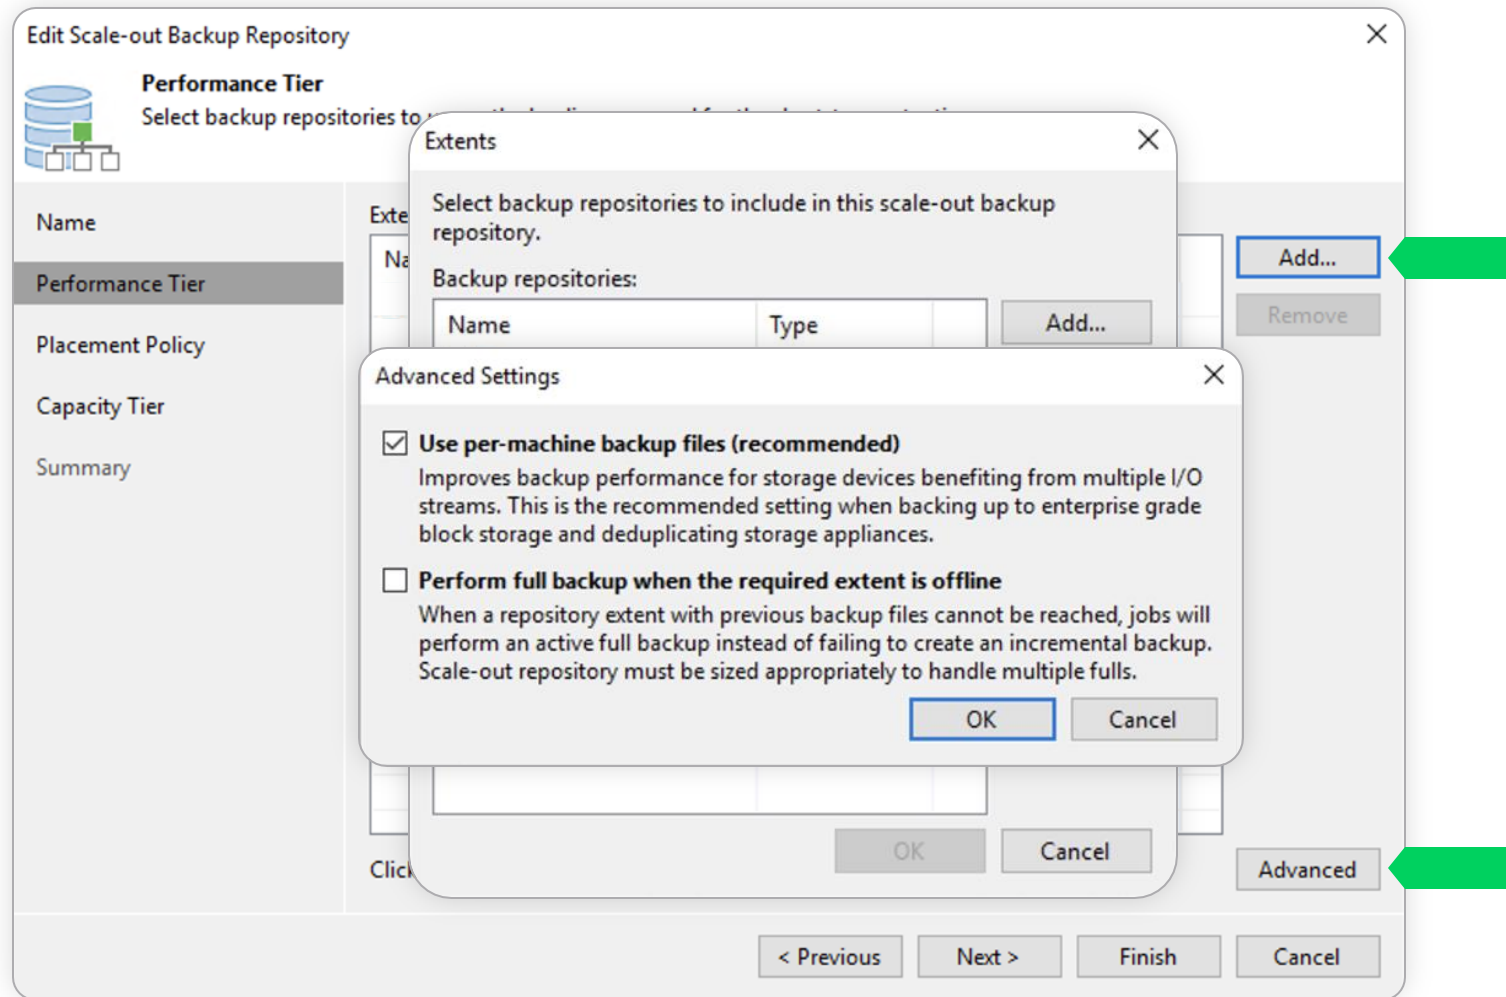 Edit Scale-out Backup Repository
Performance Tier
Select backup repositories to
Extents
Select backup repositories to include in this scale-out backup
repository.
Backup repositories:
Name
Type
Add...
Name
Performance Tier
Placement Policy
Capacity Tier
Summary
Add...
Remove
Advanced Settings
Use per-machine backup files (recommended)
Improves backup performance for storage devices benefiting from multiple I/O
streams. This is the recommended setting when backing up to enterprise grade
block storage and deduplicating storage appliances.
Perform full backup when the required extent is offline
When a repository extent with previous backup files cannot be reached, jobs will
perform an active full backup instead of failing to create an incremental backup.
Scale-out repository must be sized appropriately to handle multiple fulls.
OK
Cancel
OK
Cancel
Advanced
< Previous
Next >
Finish
Cancel